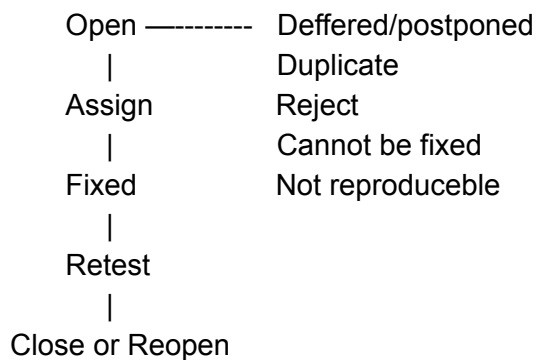 Open —-------- Deffered/postponed
| Duplicate
Assign Reject
| Cannot be fixed
Fixed Not reproduceble
|
Retest
|
Close or Reopen